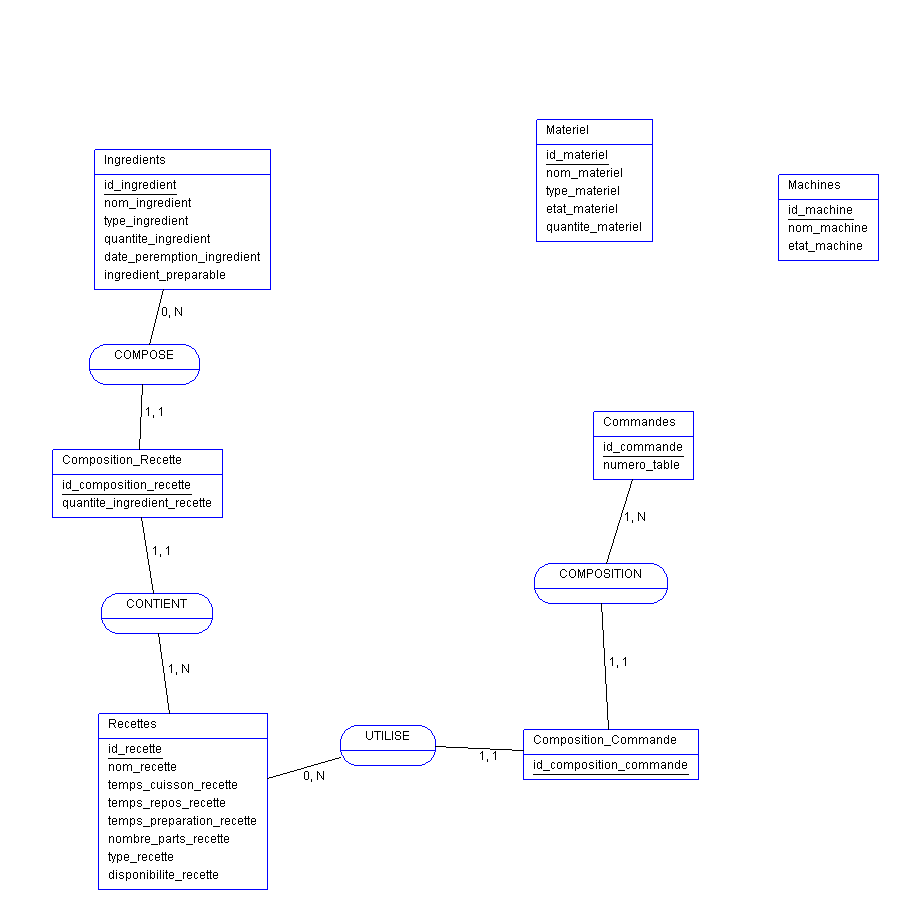 Materiel
id_materiel
nom_materiel
type_materiel
etat_materiel
quantite_materiel
Ingredients
id_ingredient
nom_ingredient
type_ingredient
quantite_ingredient
date_peremption_ingredient
ingredient_preparable
Machines
id_machine
nom_machine
etat_machine
0, N
COMPOSE
1, 1
Composition_Recette
id_composition_recette
quantite_ingredient_recette
1, 1
CONTIENT
1, N
Commandes
id_commande
numero_table
1, N
COMPOSITION
1, 1
Recettes
id_recette
nom_recette
temps_cuisson_recette
temps_repos_recette
temps_preparation_recette
nombre_parts_recette
type_recette
disponibilite_recette
0, N
UTILISE
1, 1
Composition_Commande
id_composition_commande